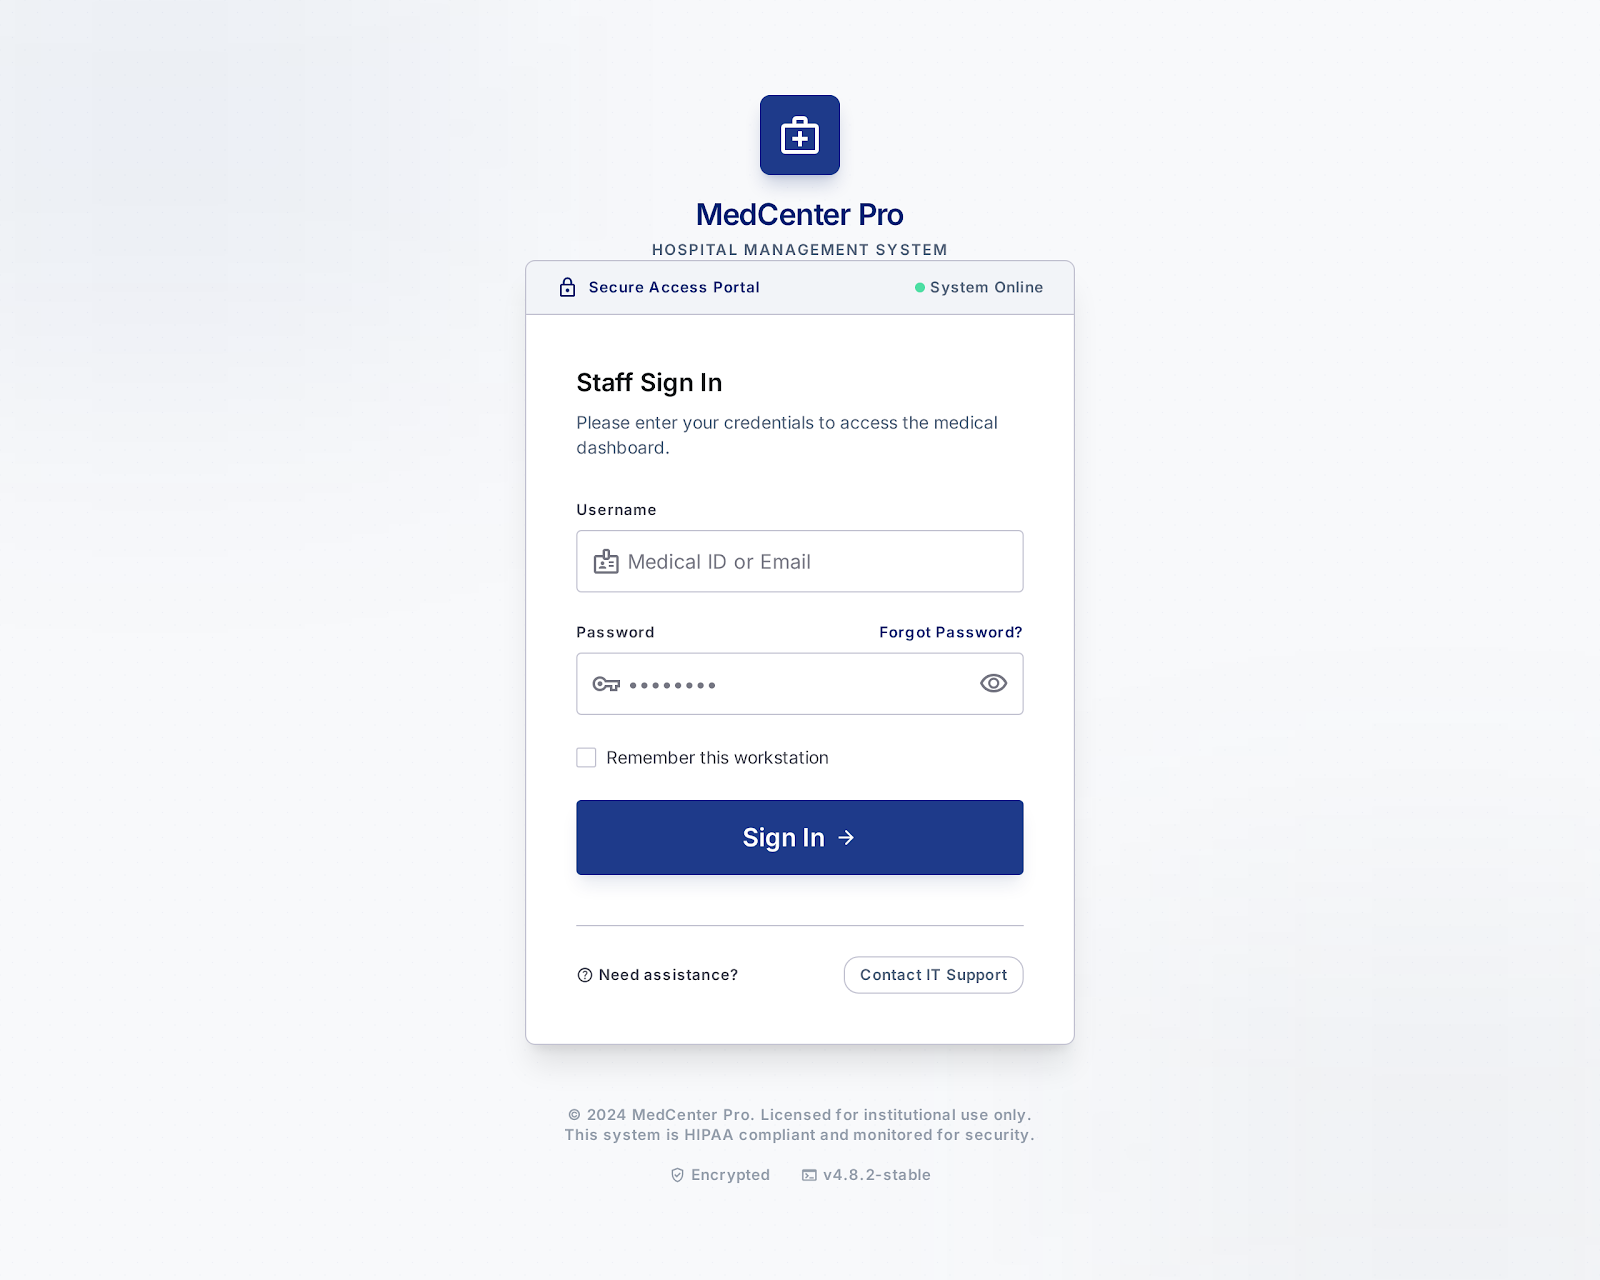 MedCenter Pro
HOSPITAL MANAGEMENT SYSTEM
Secure Access Portal
System Online
Staff Sign In
Please enter your credentials to access the medical
dashboard.
Username
Medical ID or Email
Password
Forgot Password?
••••••••
Remember this workstation
Sign In →
Need assistance?
Contact IT Support
© 2024 MedCenter Pro. Licensed for institutional use only.
This system is HIPAA compliant and monitored for security.
Encrypted
v4.8.2-stable